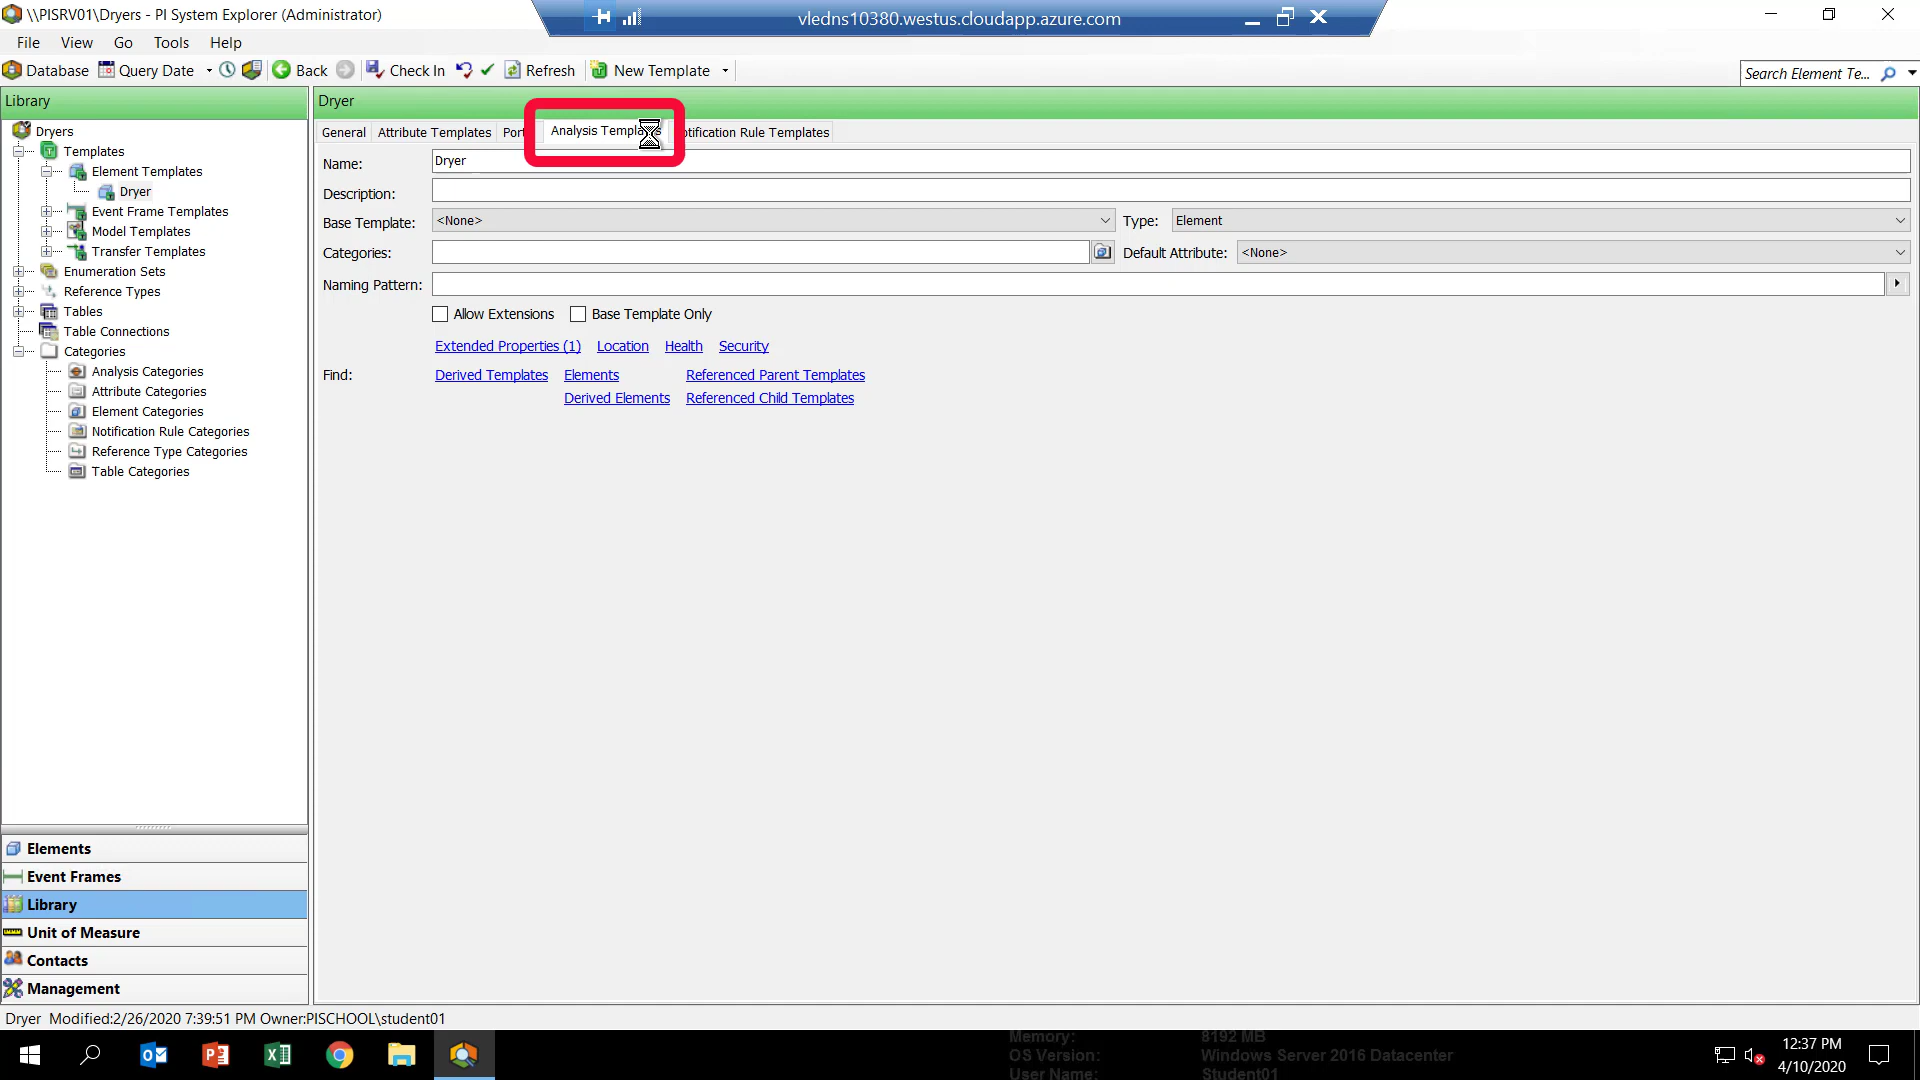 \\PISRV01\Dryers - PI System Explorer (Administrator)
vledns10380.westus.cloudapp.azure.com
File View Go Tools Help
Database Query Date Back Check In Refresh New Template
Search Element Te...
Library
Dryers
Templates
Element Templates
Dryer
Event Frame Templates
Model Templates
Transfer Templates
Enumeration Sets
Reference Types
Tables
Table Connections
Categories
Analysis Categories
Attribute Categories
Element Categories
Notification Rule Categories
Reference Type Categories
Table Categories
Elements
Event Frames
Library
Unit of Measure
Contacts
Management
Dryer
General Attribute Templates Analysis Rule Templates
Name: Dryer
Description:
Base Template: <None> Type: Element
Categories: Default Attribute: <None>
Naming Pattern:
Allow Extensions Base Template Only
Extended Properties (1) Location Health Security
Find: Derived Templates Elements Referenced Parent Templates
Derived Elements Referenced Child Templates
Dryer Modified:2/26/2020 7:39:51 PM Owner:PISCHOOL\student01
Memory: 8192 MB
OS Version: Windows Server 2016 Datacenter
User Name: Student01
12:37 PM
4/10/2020